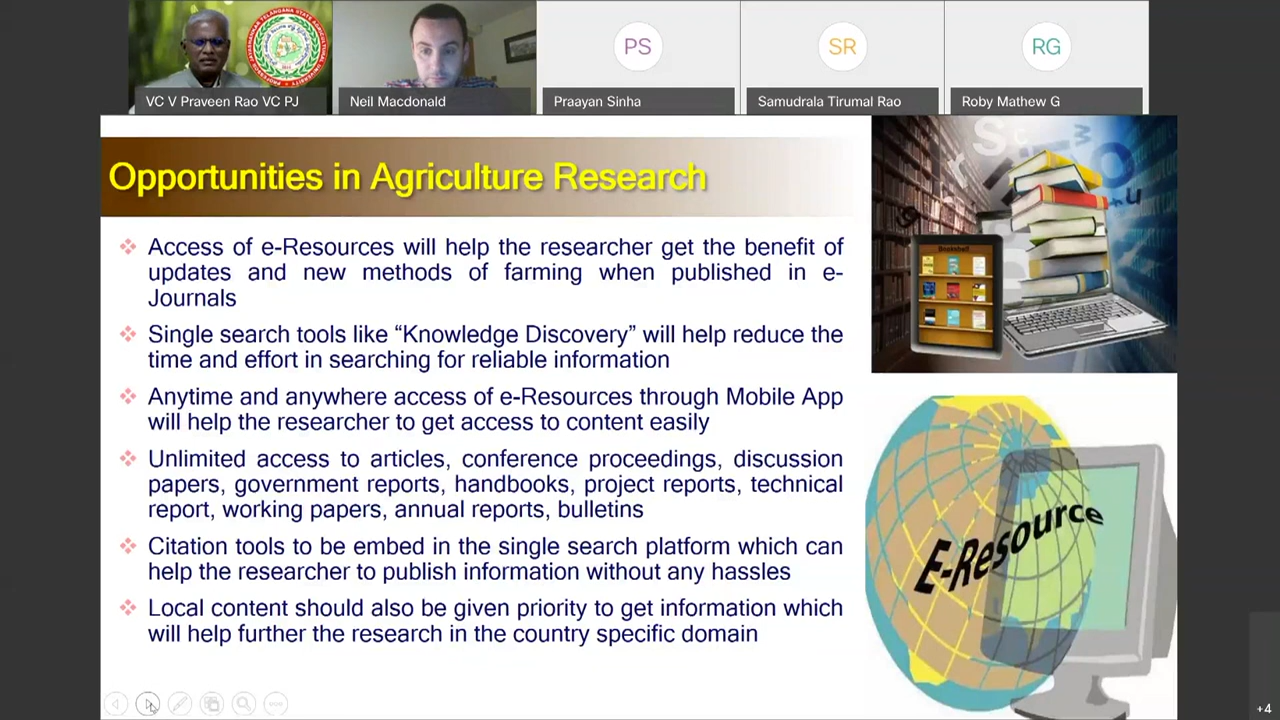 PS
SR
RG
VC V Praveen Rao VC PJ
Neil Macdonald
Praayan Sinha
Samudrala Tirumal Rao
Roby Mathew G
Opportunities in Agriculture Research
Access of e-Resources will help the researcher get the benefit of
updates and new methods of farming when published in e-
Journals
Single search tools like “Knowledge Discovery” will help reduce the
time and effort in searching for reliable information
Anytime and anywhere access of e-Resources through Mobile App
will help the researcher to get access to content easily
Unlimited access to articles, conference proceedings, discussion
papers, government reports, handbooks, project reports, technical
report, working papers, annual reports, bulletins
Citation tools to be embed in the single search platform which can
help the researcher to publish information without any hassles
Local content should also be given priority to get information which
will help further the research in the country specific domain
Bookshelf
E-Resource
+4